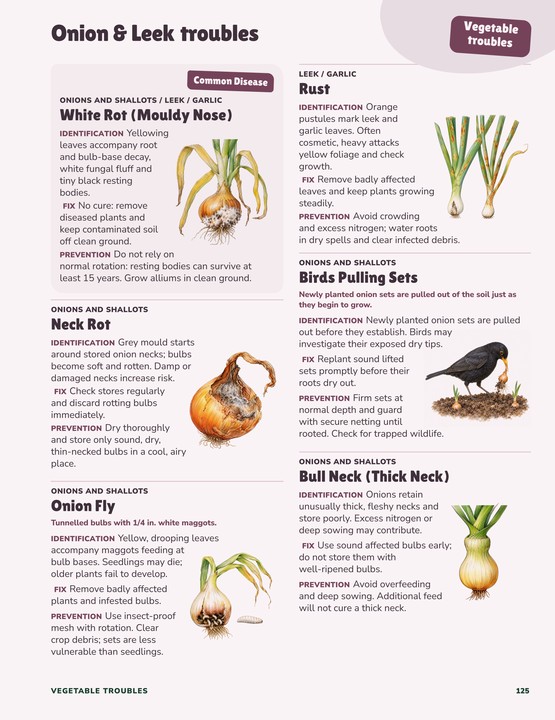 Onion & Leek troubles
Vegetable
troubles
Common Disease
ONIONS AND SHALLOTS / LEEK / GARLIC
White Rot (Mouldy Nose)
IDENTIFICATION Yellowing
leaves accompany root
and bulb-base decay,
white fungal fluff and
tiny black resting
bodies.
FIX No cure: remove
diseased plants and
keep contaminated soil
off clean ground.
PREVENTION Do not rely on
normal rotation: resting bodies can survive at
least 15 years. Grow alliums in clean ground.
ONIONS AND SHALLOTS
Neck Rot
IDENTIFICATION Grey mould starts
around stored onion necks; bulbs
become soft and rotten. Damp or
damaged necks increase risk.
FIX Check stores regularly
and discard rotting bulbs
immediately.
PREVENTION Dry thoroughly
and store only sound, dry,
thin-necked bulbs in a cool, airy
place.
ONIONS AND SHALLOTS
Onion Fly
Tunnelled bulbs with 1/4 in. white maggots.
IDENTIFICATION Yellow, drooping leaves
accompany maggots feeding at
bulb bases. Seedlings may die;
older plants fail to develop.
FIX Remove badly affected
plants and infested bulbs.
PREVENTION Use insect-proof
mesh with rotation. Clear
crop debris; sets are less
vulnerable than seedlings.
LEEK / GARLIC
Rust
IDENTIFICATION Orange
pustules mark leek and
garlic leaves. Often
cosmetic, heavy attacks
yellow foliage and check
growth.
FIX Remove badly affected
leaves and keep plants growing
steadily.
PREVENTION Avoid crowding
and excess nitrogen; water roots
in dry spells and clear infected debris.
ONIONS AND SHALLOTS
Birds Pulling Sets
Newly planted onion sets are pulled out of the soil just as
they begin to grow.
IDENTIFICATION Newly planted onion sets are pulled
out before they establish. Birds may
investigate their exposed dry tips.
FIX Replant sound lifted
sets promptly before their
roots dry out.
PREVENTION Firm sets at
normal depth and guard
with secure netting until
rooted. Check for trapped wildlife.
ONIONS AND SHALLOTS
Bull Neck (Thick Neck)
IDENTIFICATION Onions retain
unusually thick, fleshy necks and
store poorly. Excess nitrogen or
deep sowing may contribute.
FIX Use sound affected bulbs early;
do not store them with
well-ripened bulbs.
PREVENTION Avoid overfeeding
and deep sowing. Additional feed
will not cure a thick neck.
VEGETABLE TROUBLES
125